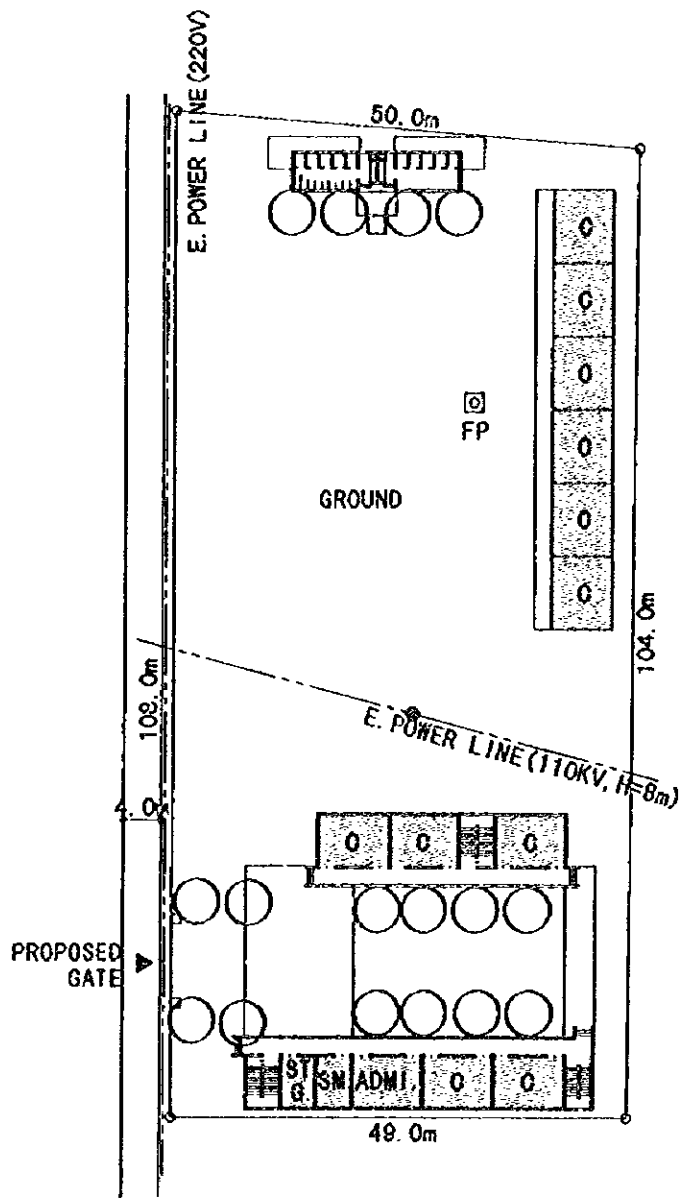 E. POWER LINE (220V)
50.0m
C
C
C
C
C
C
FP
GROUND
104.0m
109.0m
E. POWER LINE (110KV, H=8m)
4.0m
C
C
C
PROPOSED
GATE
ST
G
SM
ADMI.
C
C
49.0m